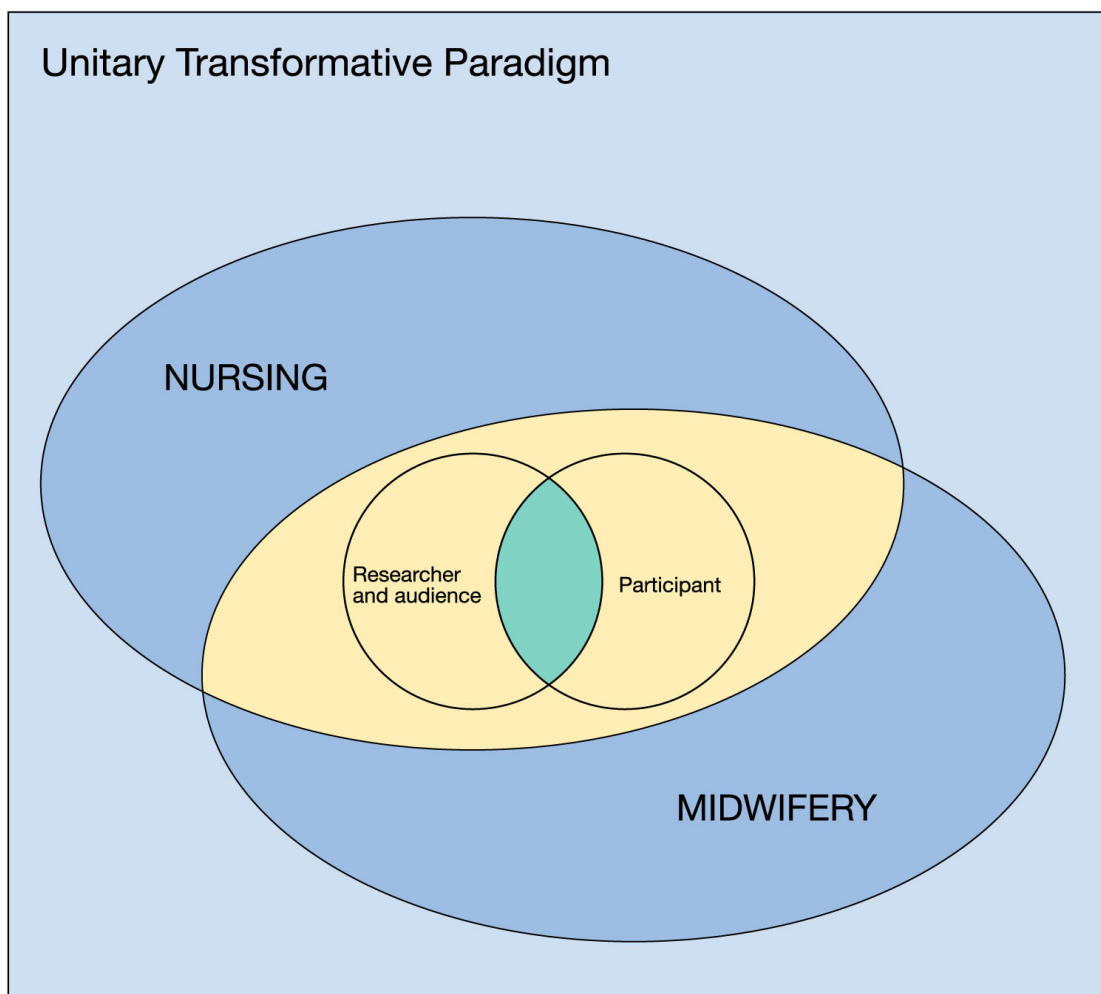 Unitary Transformative Paradigm
NURSING
Researcher
and audience
Participant
MIDWIFERY